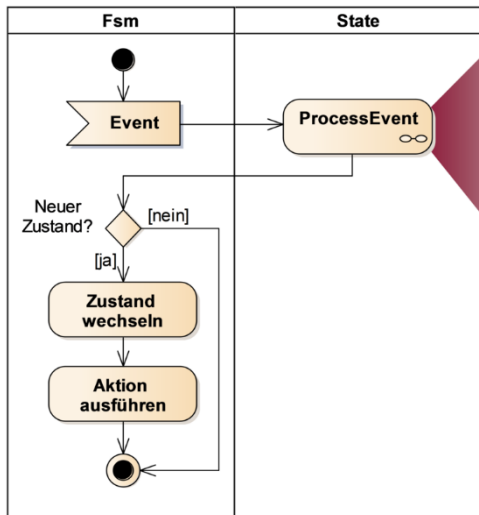 Fsm
State
Event
ProcessEvent
Neuer
Zustand?
[nein]
[ja]
Zustand
wechseln
Aktion
ausführen